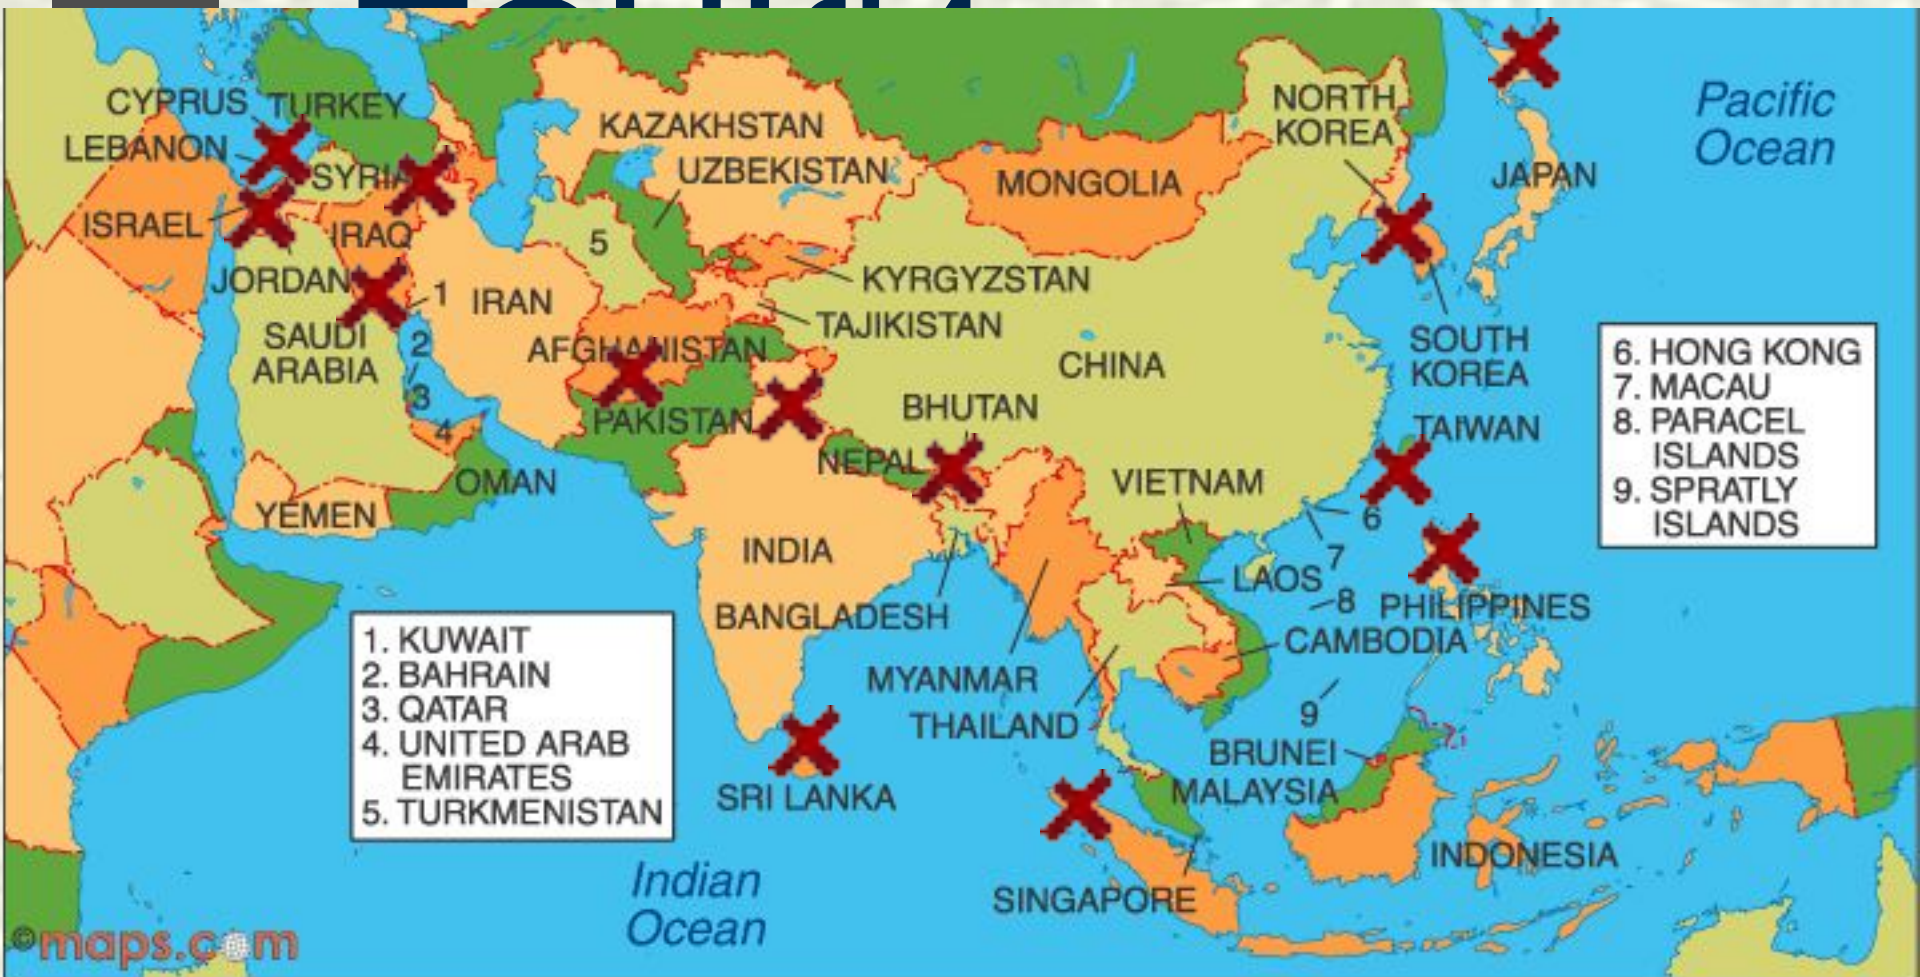 CYPRUS
TURKEY
LEBANON
SYRIA
ISRAEL
IRAQ
JORDAN
1
IRAN
SAUDI
ARABIA
2
3
4
OMAN
YEMEN
KAZAKHSTAN
UZBEKISTAN
5
MONGOLIA
KYRGYZSTAN
TAJIKISTAN
AFGHANISTAN
PAKISTAN
CHINA
BHUTAN
NEPAL
INDIA
BANGLADESH
MYANMAR
THAILAND
SRI LANKA
VIETNAM
LAOS
CAMBODIA
NORTH
KOREA
JAPAN
SOUTH
KOREA
TAIWAN
6
7
8
PHILIPPINES
9
BRUNEI
MALAYSIA
SINGAPORE
INDONESIA
Pacific
Ocean
Indian
Ocean
1. KUWAIT
2. BAHRAIN
3. QATAR
4. UNITED ARAB
EMIRATES
5. TURKMENISTAN
6. HONG KONG
7. MACAU
8. PARACEL
ISLANDS
9. SPRATLY
ISLANDS
©maps.com